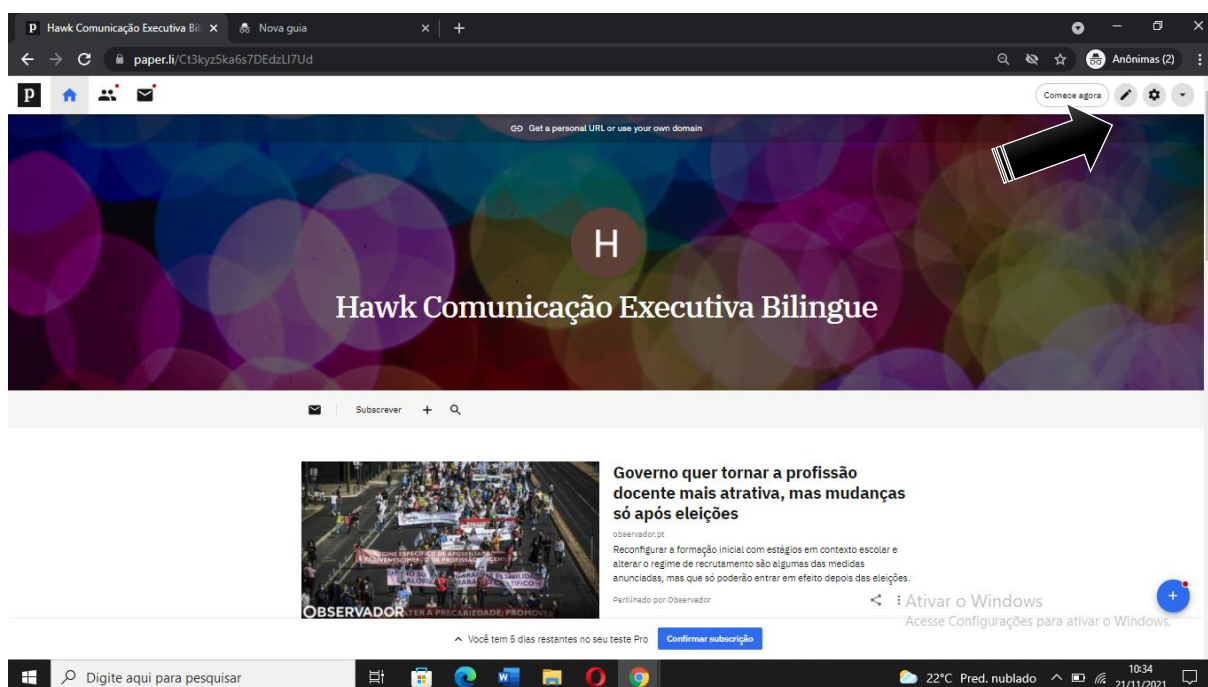 p Hawk Comunicação Executiva Bili
Nova guia
paper.li/Ct3kyz5ka6s7DEdzLI7Ud
Anônimas (2)
p
Comece agora
Get a personal URL or use your own domain
H
Hawk Comunicação Executiva Bilingue
Subscrever
Governo quer tornar a profissão
docente mais atrativa, mas mudanças
só após eleições
observador.pt
Reconfigurar a formação inicial com estágios em contexto escolar e
alterar o regime de recrutamento são algumas das medidas
anunciadas, mas que só poderão entrar em efeito depois das eleições.
Partilhado por Observador
OBSERVADOR
Ativar o Windows
Acesse Configurações para ativar o Windows.
Você tem 5 dias restantes no seu teste Pro
Confirmar subscrição
Digite aqui para pesquisar
22°C Pred. nublado
10:34
21/11/2021